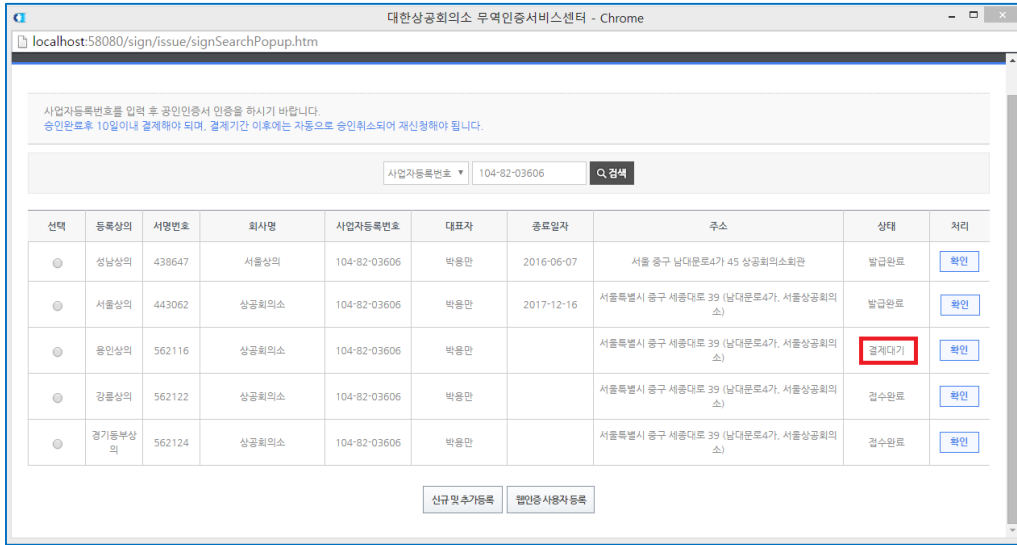 대한상공회의소 무역인증서비스센터 - Chrome
localhost:58080/sign/issue/signSearchPopup.htm
사업자등록번호를 입력 후 공인인증서 인증을 하시기 바랍니다.
승인완료후 10일이내 결제해야 되며, 결제기간 이후에는 자동으로 승인취소되어 재신청해야 됩니다.
사업자등록번호 104-82-03606 검색
선택 등록상의 서명번호 회사명 사업자등록번호 대표자 종료일자 주소 상태 처리
성남상의 438647 서울상의 104-82-03606 박용만 2016-06-07 서울 중구 남대문로4가 45 상공회의소회관 발급완료 확인
서울상의 443062 상공회의소 104-82-03606 박용만 2017-12-16 서울특별시 중구 세종대로 39 (남대문로4가, 서울상공회의
소) 발급완료 확인
용인상의 562116 상공회의소 104-82-03606 박용만 서울특별시 중구 세종대로 39 (남대문로4가, 서울상공회의
소) 결제대기 확인
강릉상의 562122 상공회의소 104-82-03606 박용만 서울특별시 중구 세종대로 39 (남대문로4가, 서울상공회의
소) 접수완료 확인
경기동부상
의 562124 상공회의소 104-82-03606 박용만 서울특별시 중구 세종대로 39 (남대문로4가, 서울상공회의
소) 접수완료 확인
신규 및 추가등록 웹인증 사용자 등록